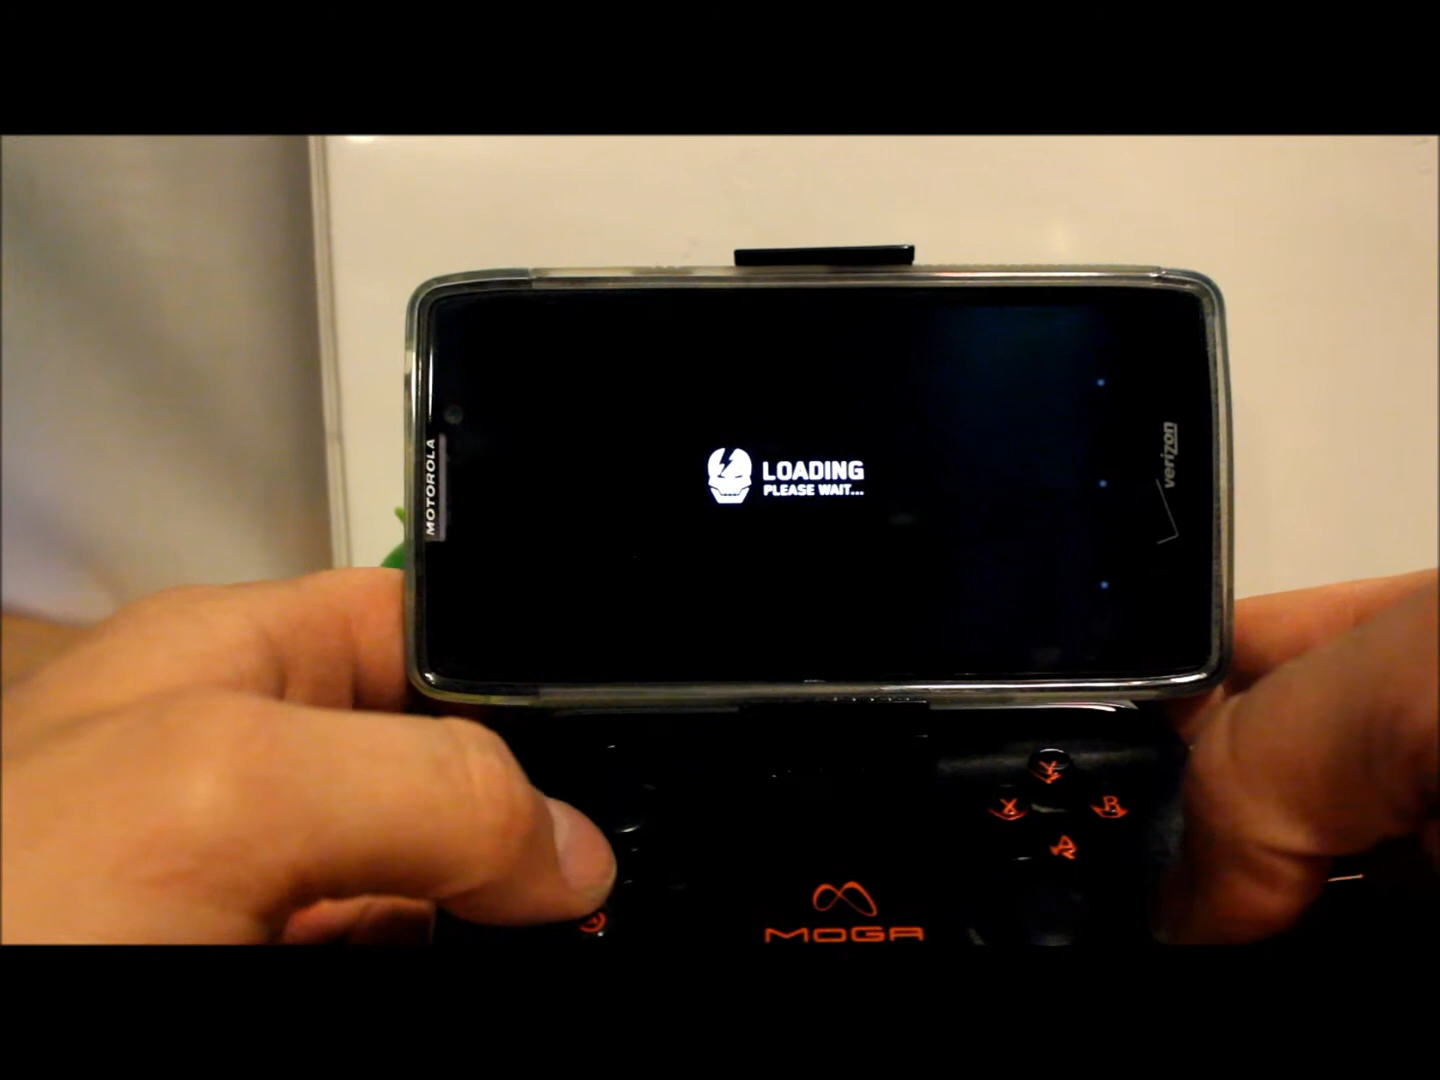 MOTOROLA
LOADING
PLEASE WAIT...
verizon
Y
X
B
A
MOGA